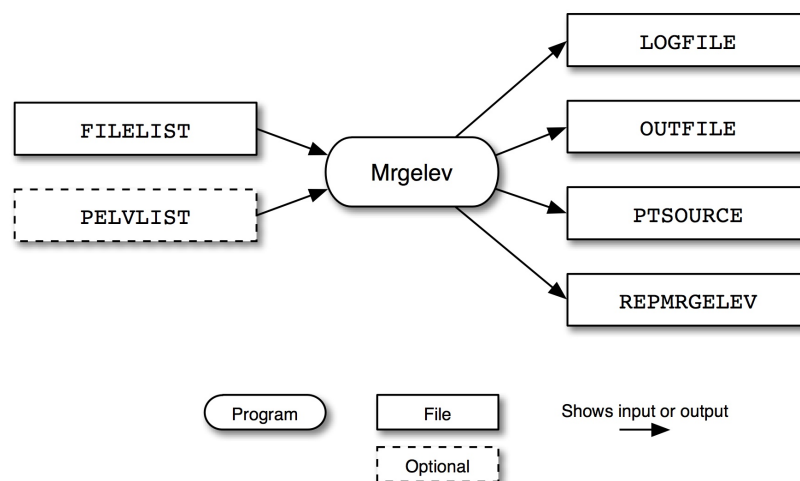 LOGFILE
FILELIST
OUTFILE
Mrgelev
PELVLIST
PTSOURCE
REPMRGELEV
Program
File
Shows input or output
Optional